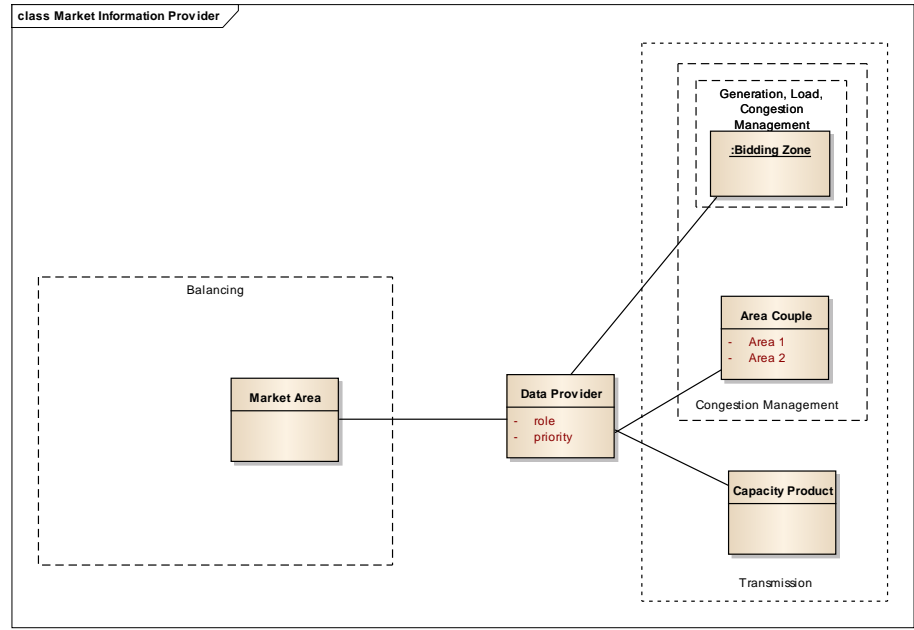 class Market Information Provider
Generation, Load,
Congestion
Management
:Bidding Zone
Balancing
Area Couple
- Area 1
- Area 2
Market Area
Data Provider
- role
- priority
Congestion Management
Capacity Product
Transmission